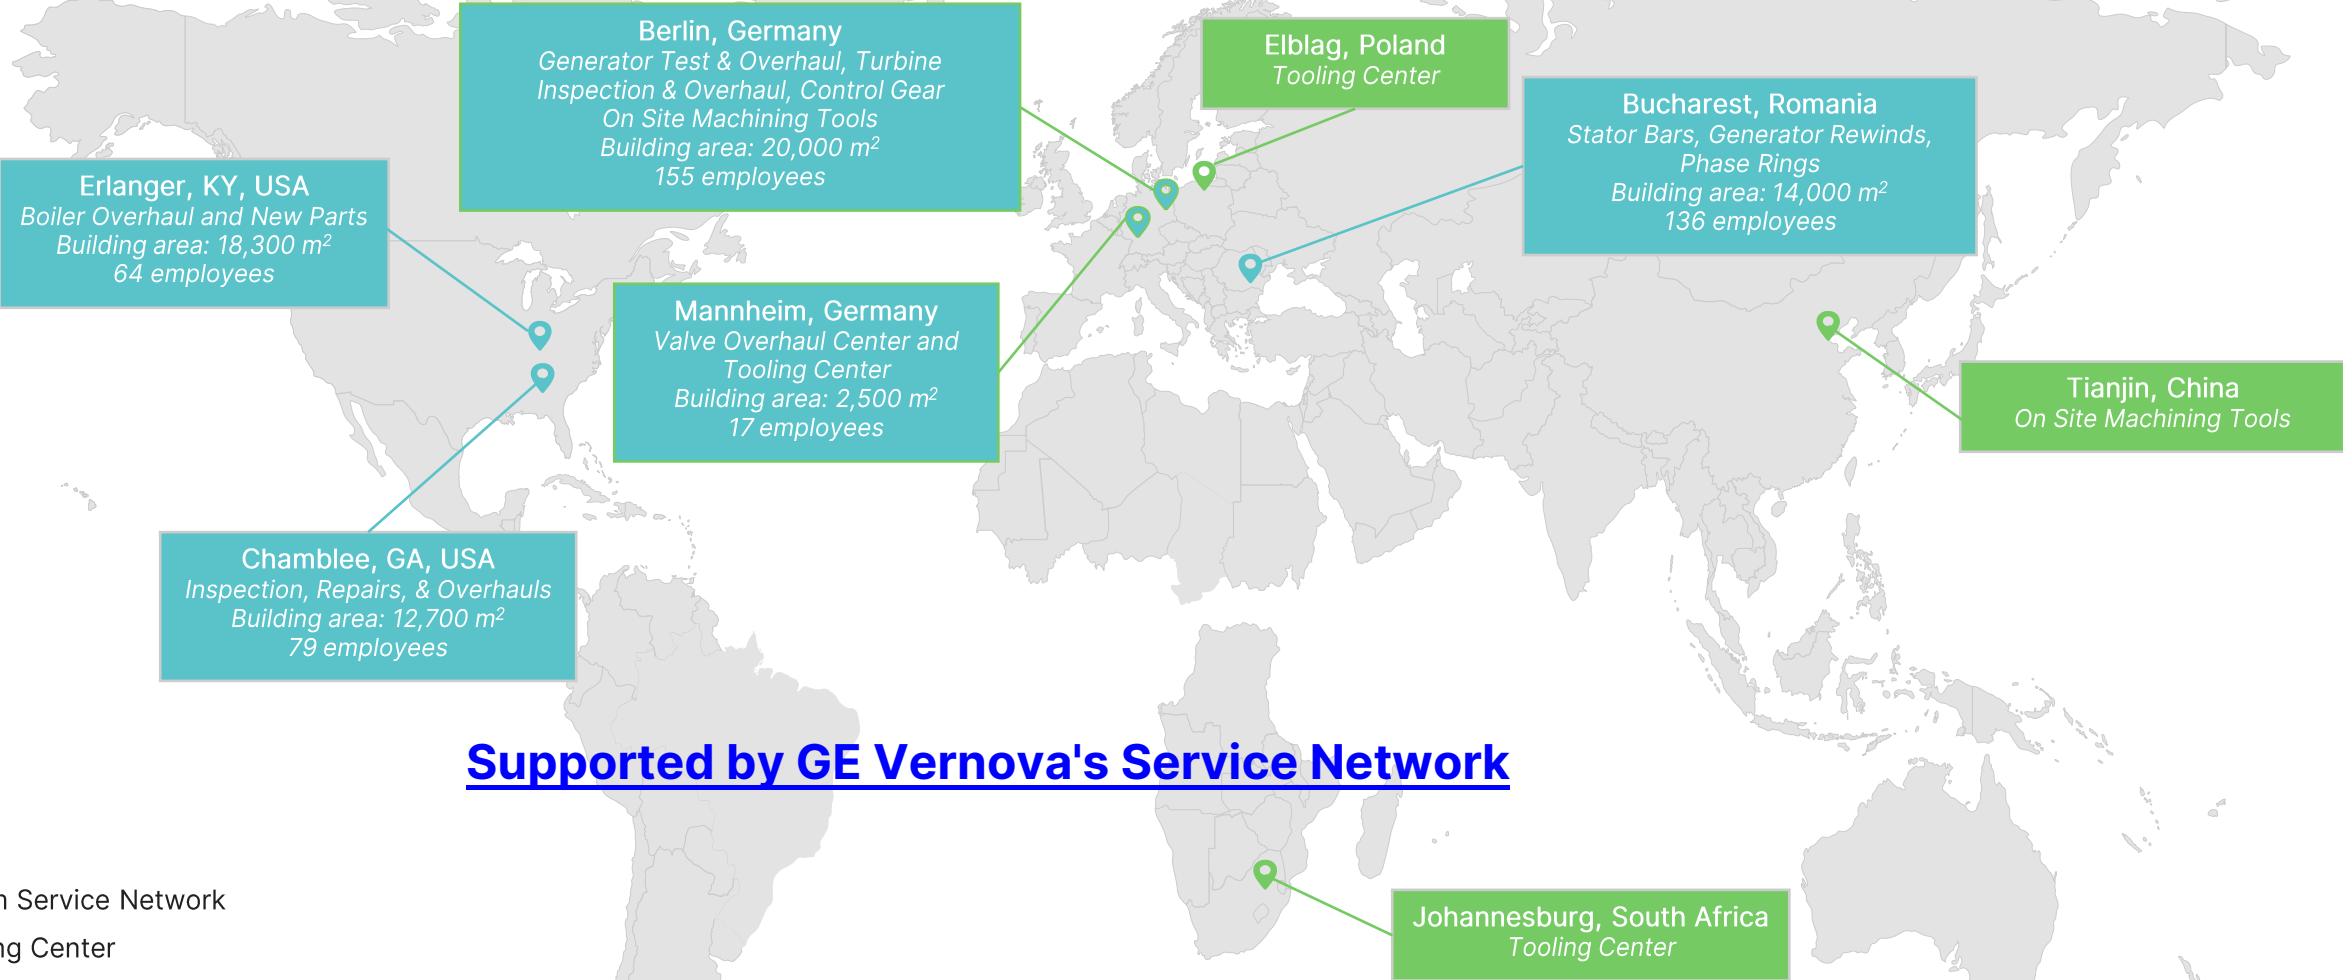 Berlin, Germany
Generator Test & Overhaul, Turbine
Inspection & Overhaul, Control Gear
On Site Machining Tools
Building area: 20,000 m²
155 employees
Elblag, Poland
Tooling Center
Bucharest, Romania
Stator Bars, Generator Rewinds,
Phase Rings
Building area: 14,000 m²
136 employees
Erlanger, KY, USA
Boiler Overhaul and New Parts
Building area: 18,300 m²
64 employees
Mannheim, Germany
Valve Overhaul Center and
Tooling Center
Building area: 2,500 m²
17 employees
Tianjin, China
On Site Machining Tools
Chamblee, GA, USA
Inspection, Repairs, & Overhauls
Building area: 12,700 m²
79 employees
Supported by GE Vernova's Service Network
Service Network
Center
Johannesburg, South Africa
Tooling Center